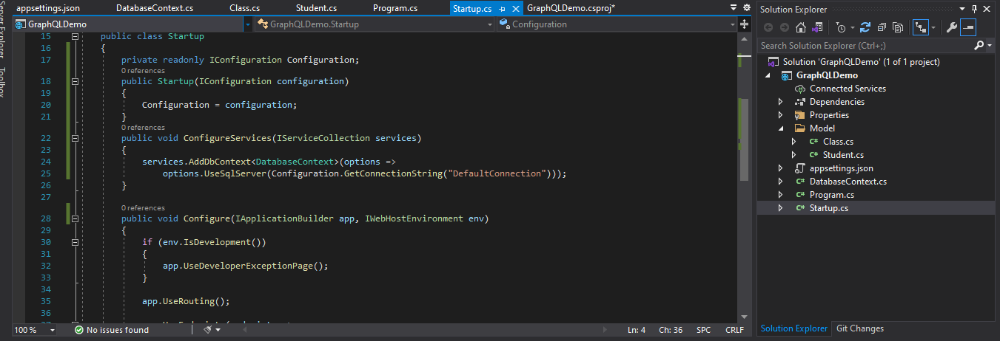 Server Explorer
Toolbox
appsettings.json DatabaseContext.cs Class.cs Student.cs Program.cs Startup.cs GraphQLDemo.csproj*
GraphQLDemo GraphQLDemo.Startup Configuration
15 public class Startup
16 {
17 private readonly IConfiguration Configuration;
0 references
18 public Startup(IConfiguration configuration)
19 {
20 Configuration = configuration;
21 }
0 references
22 public void ConfigureServices(IServiceCollection services)
23 {
24 services.AddDbContext<DatabaseContext>(options =>
25 options.UseSqlServer(Configuration.GetConnectionString("DefaultConnection")));
26 }
27
0 references
28 public void Configure(IApplicationBuilder app, IWebHostEnvironment env)
29 {
30 if (env.IsDevelopment())
31 {
32 app.UseDeveloperExceptionPage();
33 }
34
35 app.UseRouting();
36
100 % No issues found Ln: 4 Ch: 36 SPC CRLF
Solution Explorer
Search Solution Explorer (Ctrl+;)
Solution 'GraphQLDemo' (1 of 1 project)
GraphQLDemo
Connected Services
Dependencies
Properties
Model
C# Class.cs
C# Student.cs
appsettings.json
C# DatabaseContext.cs
C# Program.cs
C# Startup.cs
Solution Explorer Git Changes